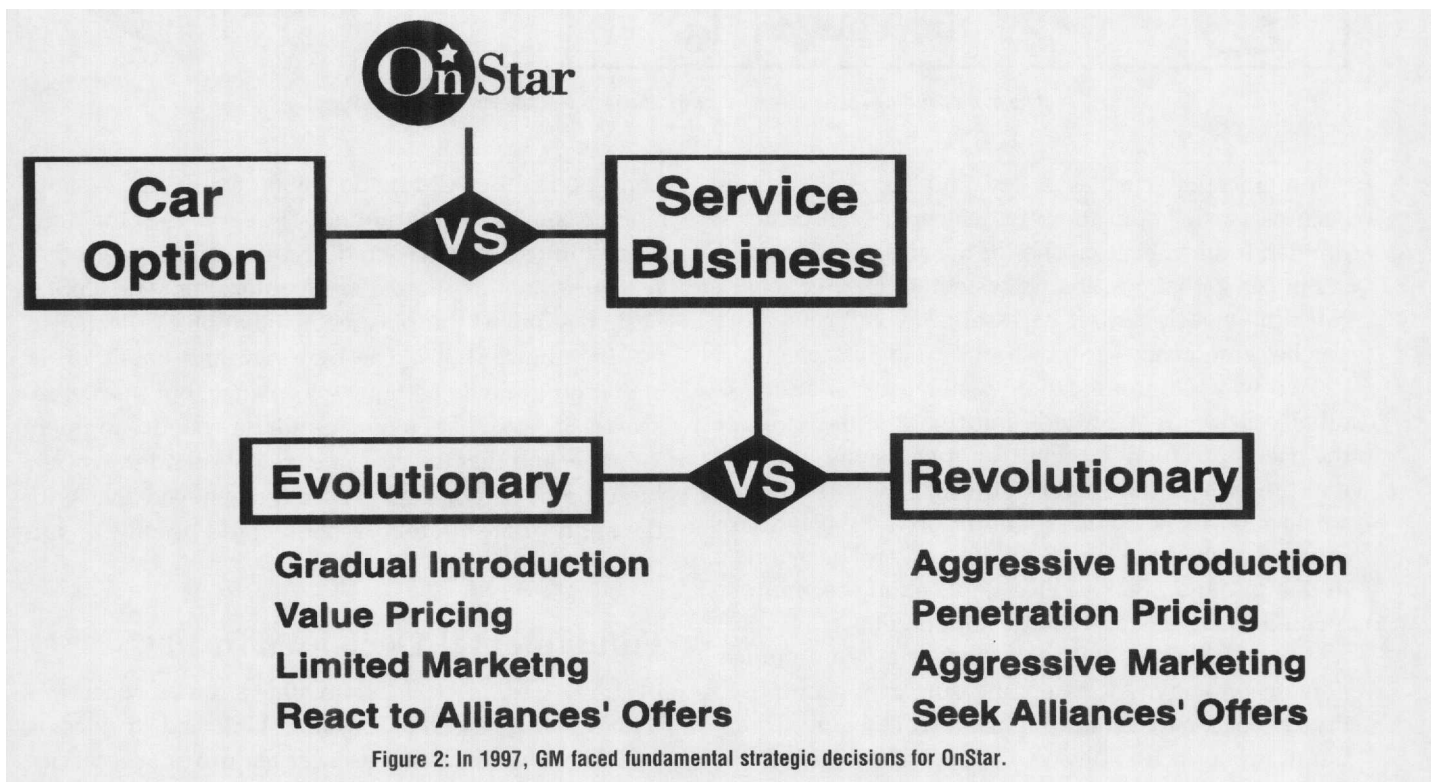 OnStar
Car
Option
VS
Service
Business
Evolutionary
VS
Revolutionary
Gradual Introduction
Value Pricing
Limited Marketng
React to Alliances' Offers
Aggressive Introduction
Penetration Pricing
Aggressive Marketing
Seek Alliances' Offers
Figure 2: In 1997, GM faced fundamental strategic decisions for OnStar.